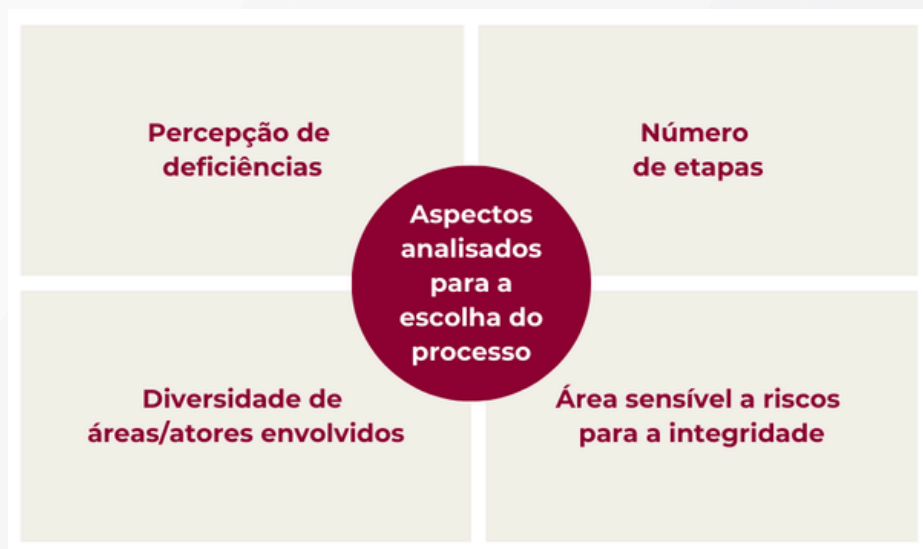 Percepção de
deficiências
Número
de etapas
Aspectos
analisados
para a
escolha do
processo
Diversidade de
áreas/atores envolvidos
Área sensível a riscos
para a integridade